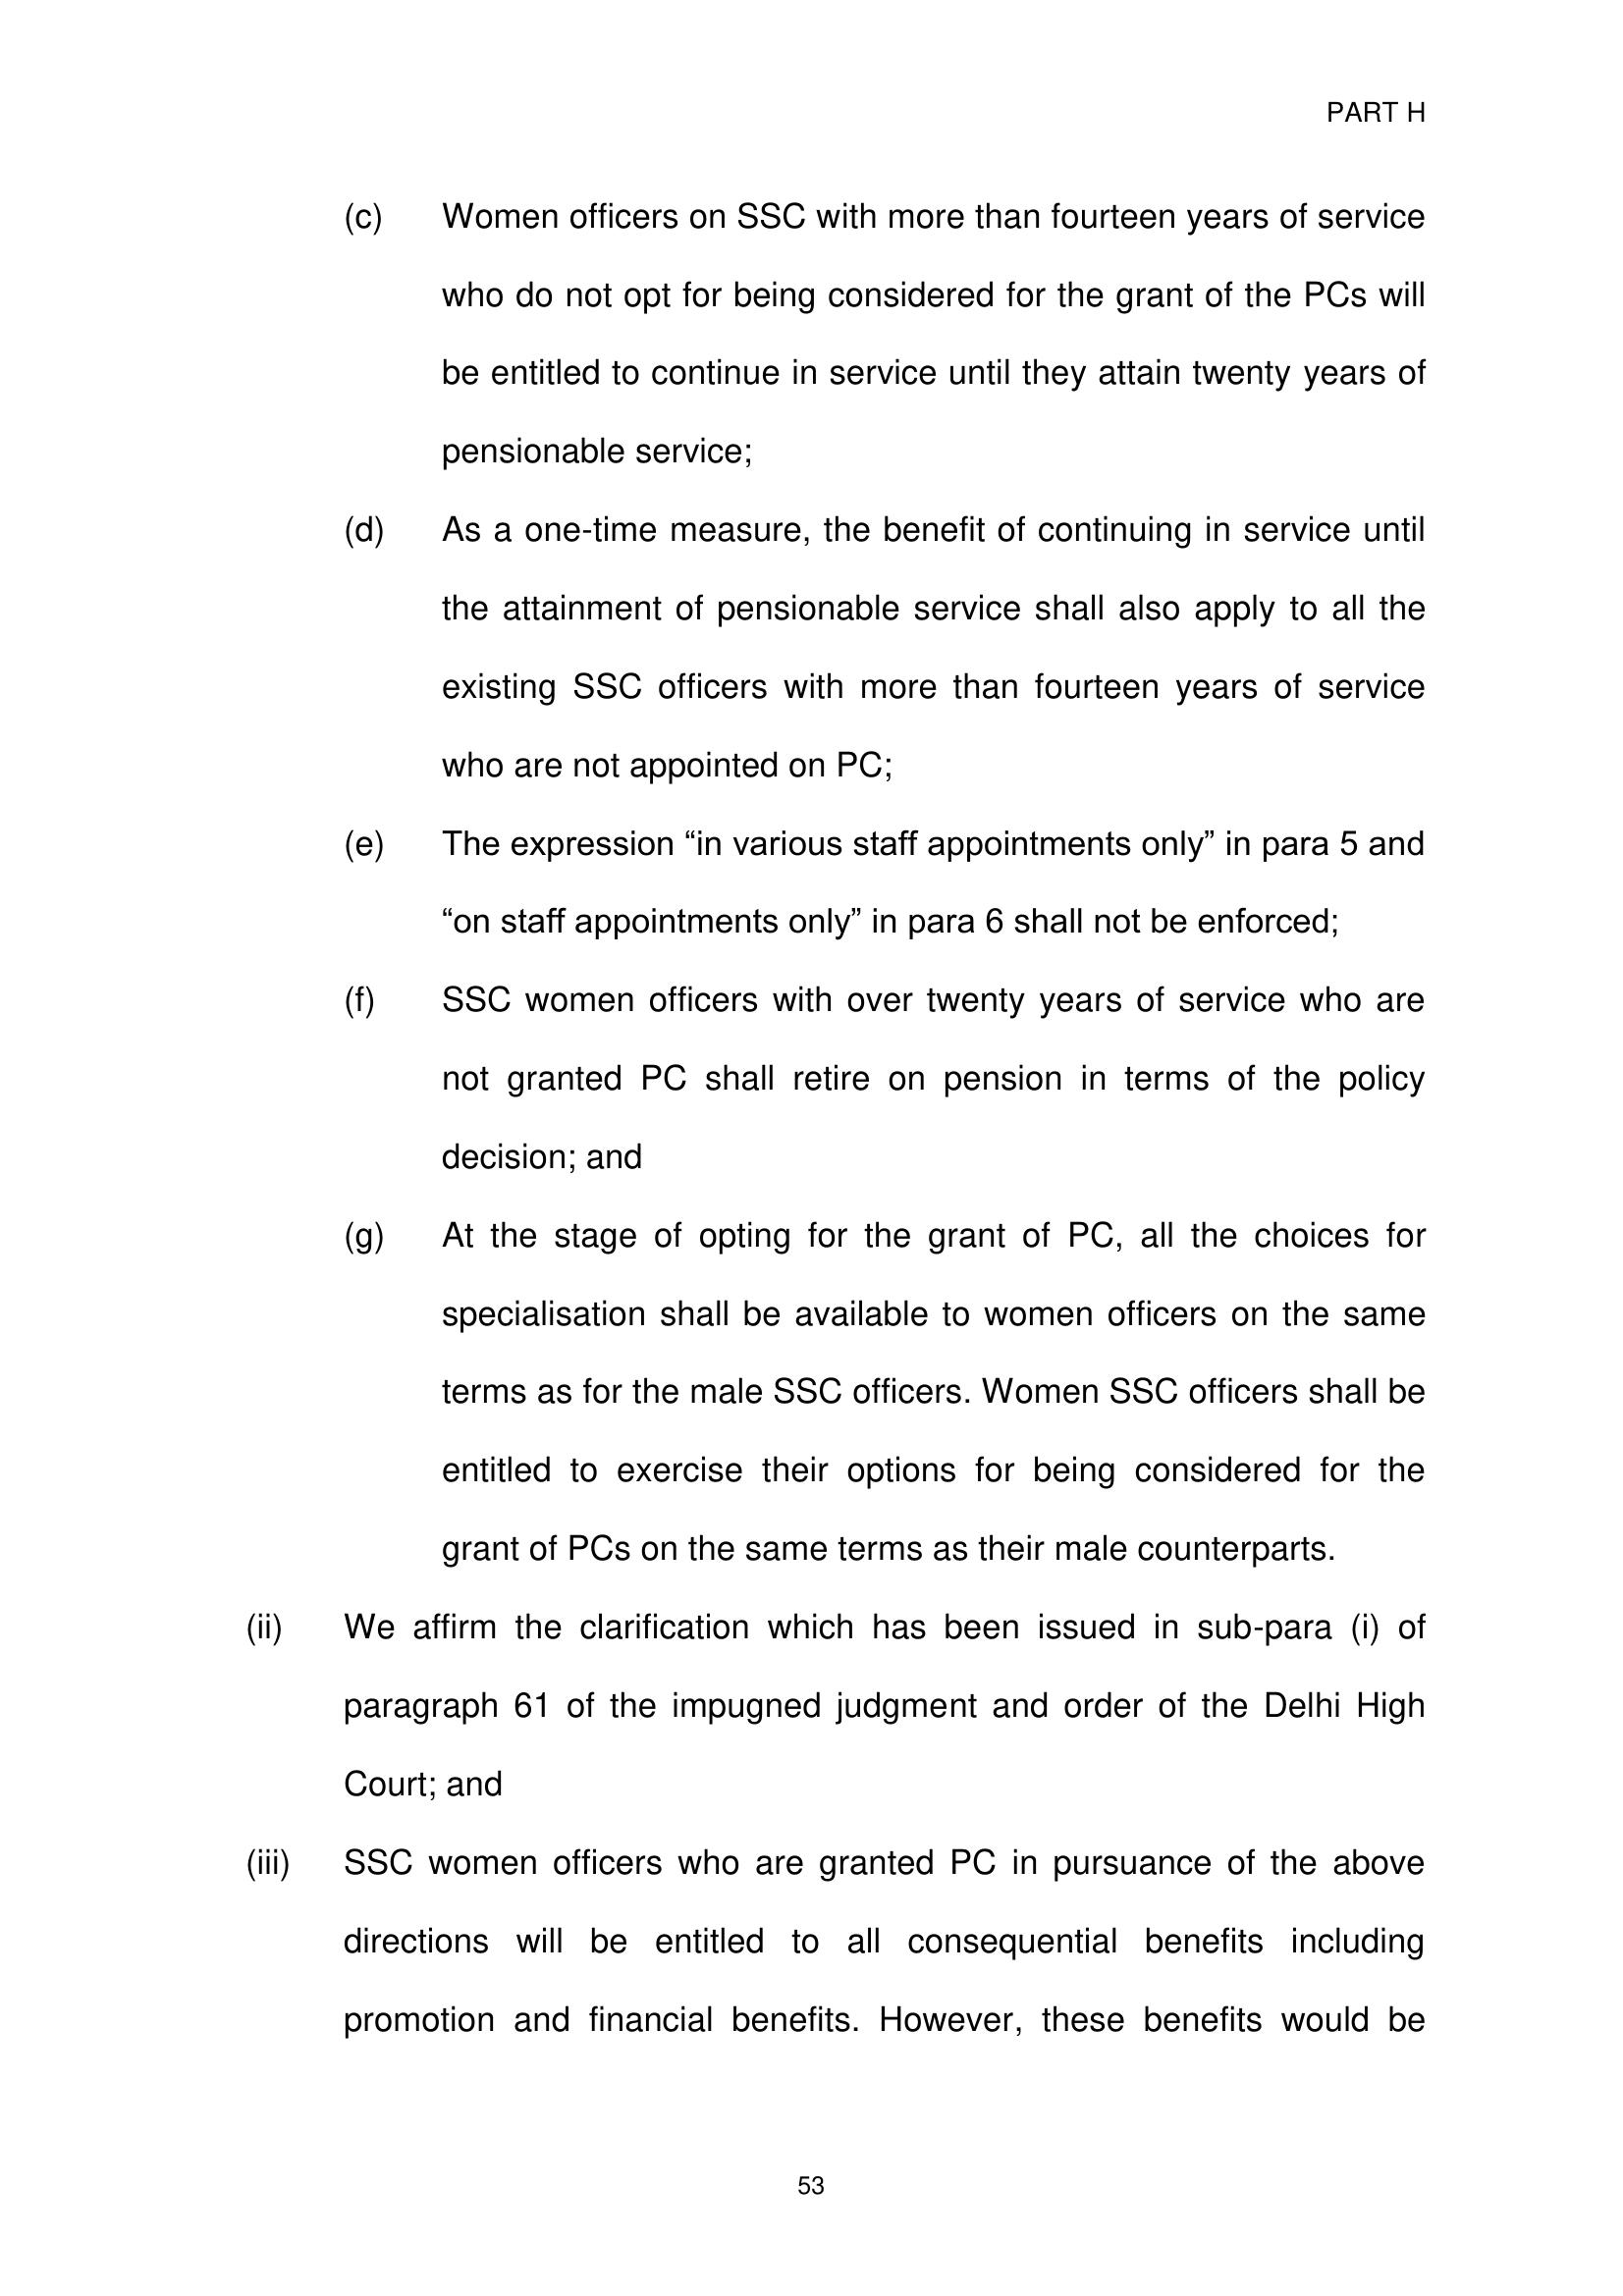 PART H
(c) Women officers on SSC with more than fourteen years of service
who do not opt for being considered for the grant of the PCs will
be entitled to continue in service until they attain twenty years of
pensionable service;
(d) As a one-time measure, the benefit of continuing in service until
the attainment of pensionable service shall also apply to all the
existing SSC officers with more than fourteen years of service
who are not appointed on PC;
(e) The expression “in various staff appointments only” in para 5 and
“on staff appointments only” in para 6 shall not be enforced;
(f) SSC women officers with over twenty years of service who are
not granted PC shall retire on pension in terms of the policy
decision; and
(g) At the stage of opting for the grant of PC, all the choices for
specialisation shall be available to women officers on the same
terms as for the male SSC officers. Women SSC officers shall be
entitled to exercise their options for being considered for the
grant of PCs on the same terms as their male counterparts.
(ii) We affirm the clarification which has been issued in sub-para (i) of
paragraph 61 of the impugned judgment and order of the Delhi High
Court; and
(iii) SSC women officers who are granted PC in pursuance of the above
directions will be entitled to all consequential benefits including
promotion and financial benefits. However, these benefits would be
53